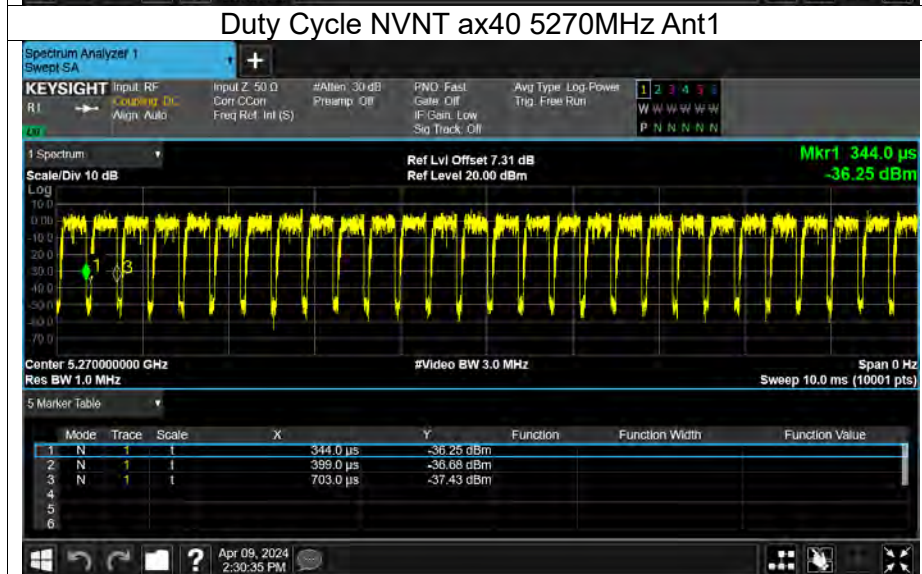 Duty Cycle NVNT ax40 5270MHz Ant1
Spectrum Analyzer 1
Swept SA
+
KEYSIGHT Input: RF Input Z: 50 Ω #Atten: 30 dB PNO: Fast Avg Type: Log-Power 1 2 3 4 5 6
Coupling: DC Corr CCorr Preamp: Off Gate: Off Trig: Free Run W W W W W W
Align: Auto Freq Ref: Int (S) IF Gain: Low
Sig Track: Off P N N N N N
1 Spectrum Ref Lvl Offset 7.31 dB Mkr1 344.0 µs
Scale/Div 10 dB Ref Level 20.00 dBm -36.25 dBm
Log
10.0
0.00
-10.0
-20.0
-30.0
-40.0
-50.0
-60.0
-70.0
1
3
Center 5.270000000 GHz #Video BW 3.0 MHz Span 0 Hz
Res BW 1.0 MHz Sweep 10.0 ms (10001 pts)
5 Marker Table
Mode Trace Scale X Y Function Function Width Function Value
1 N 1 t 344.0 µs -36.25 dBm
2 N 1 t 399.0 µs -36.68 dBm
3 N 1 t 703.0 µs -37.43 dBm
4
5
6
? Apr 09, 2024
2:30:35 PM